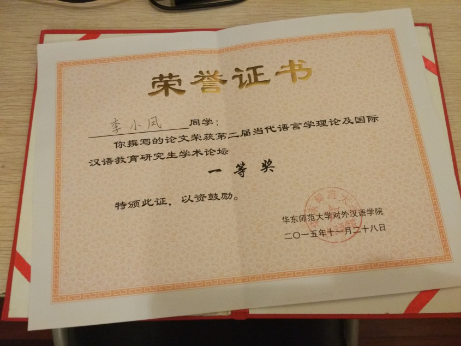 荣誉证书
李小凤 同学：
你撰写的论文荣获第二届当代语言学理论及国际
汉语教育研究生学术论坛
一等奖
特颁此证，以资鼓励。
华东师范大学对外汉语学院
二〇一五年十一月二十八日